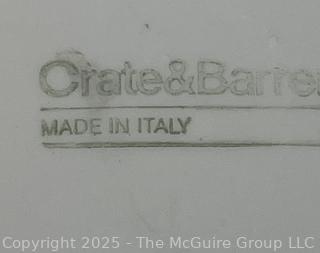 Crate&Barrel
MADE IN ITALY
Copyright 2025 - The McGuire Group LLC